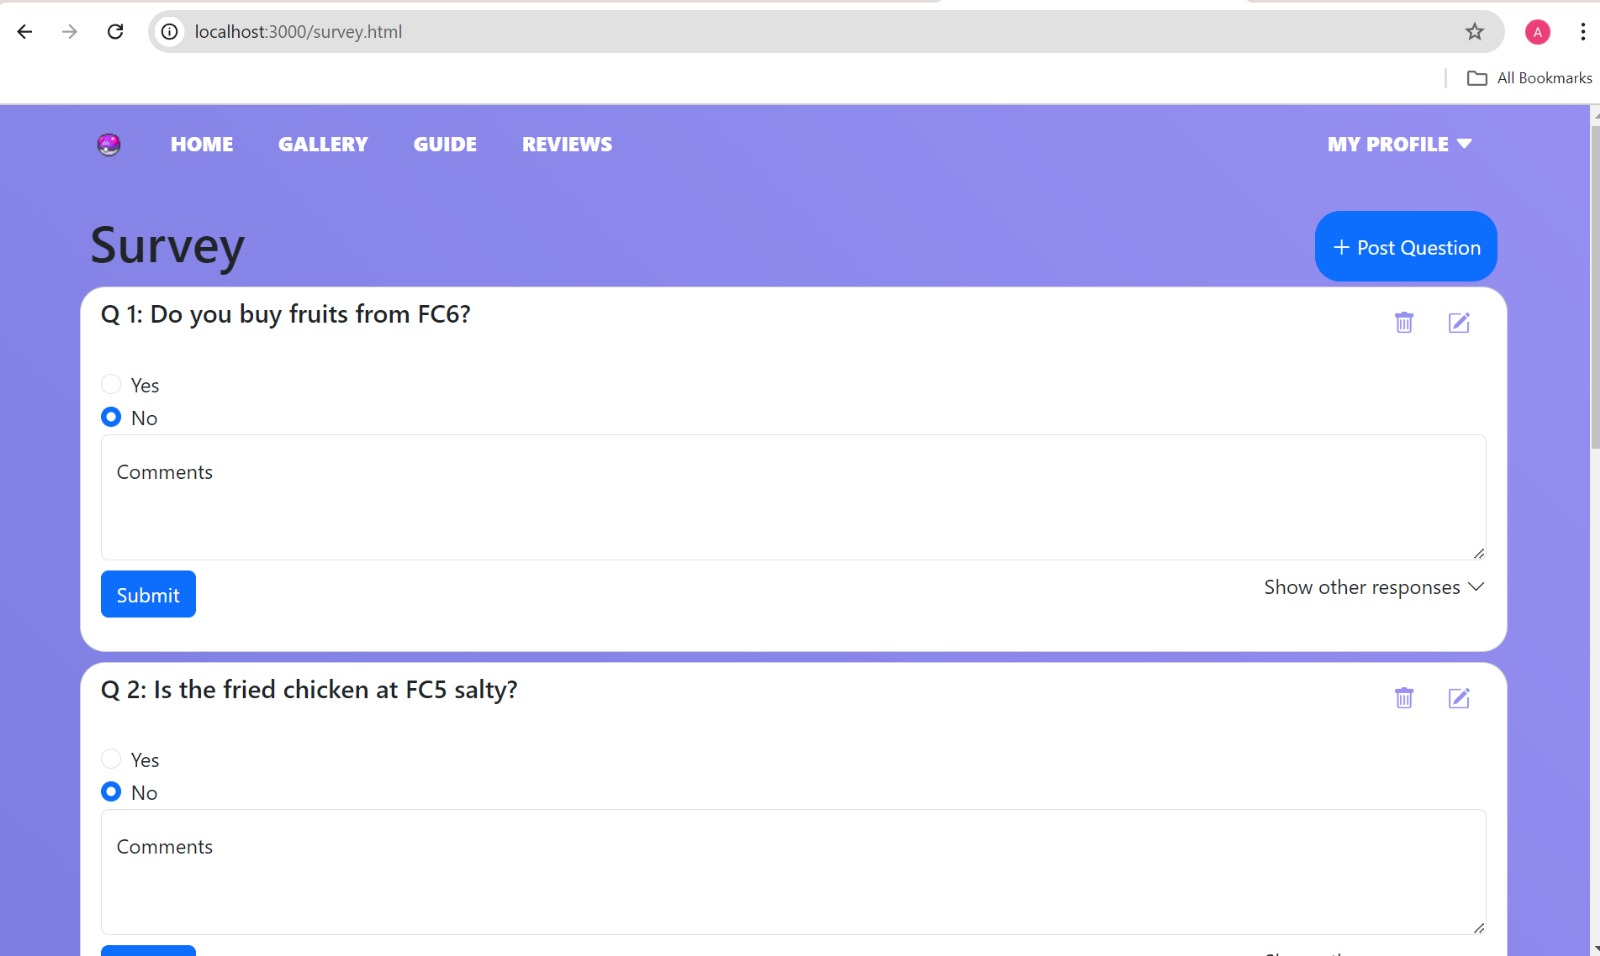 localhost:3000/survey.html
A
All Bookmarks
HOME GALLERY GUIDE REVIEWS MY PROFILE
Survey
+ Post Question
Q 1: Do you buy fruits from FC6?
Yes
No
Comments
Submit
Show other responses
Q 2: Is the fried chicken at FC5 salty?
Yes
No
Comments